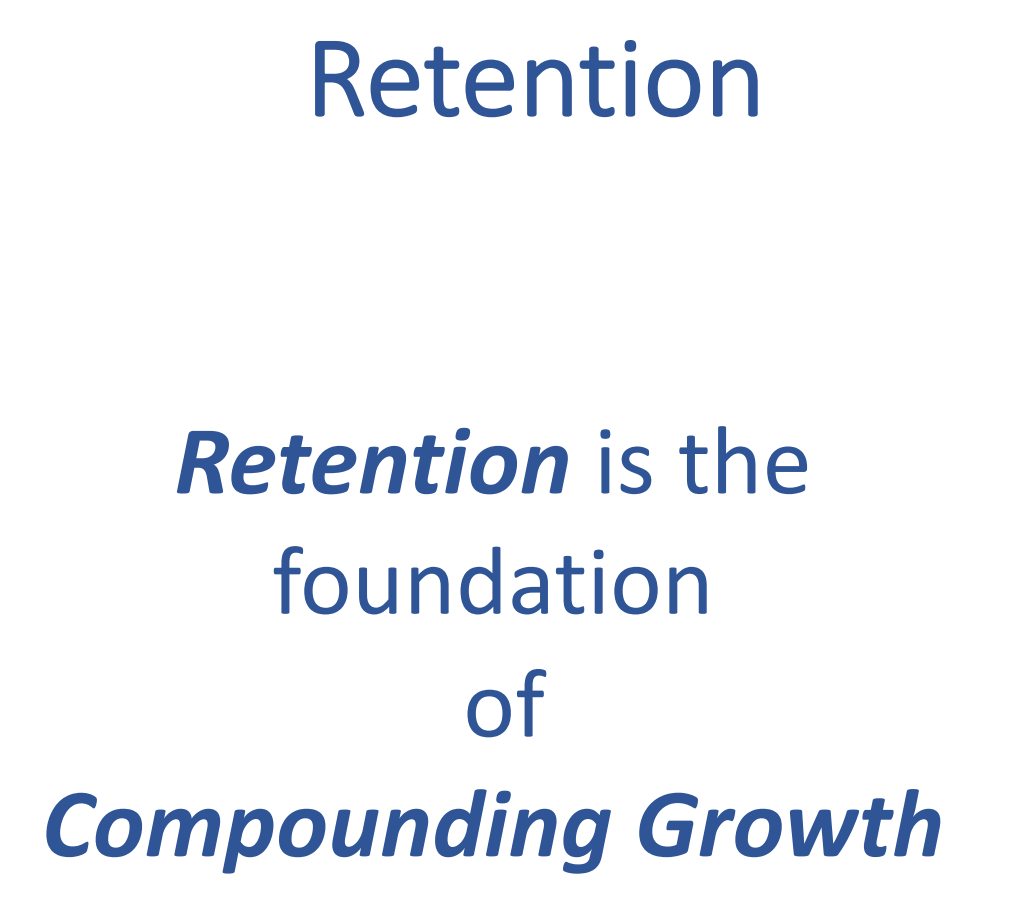 Retention
Retention is the
foundation
of
Compounding Growth